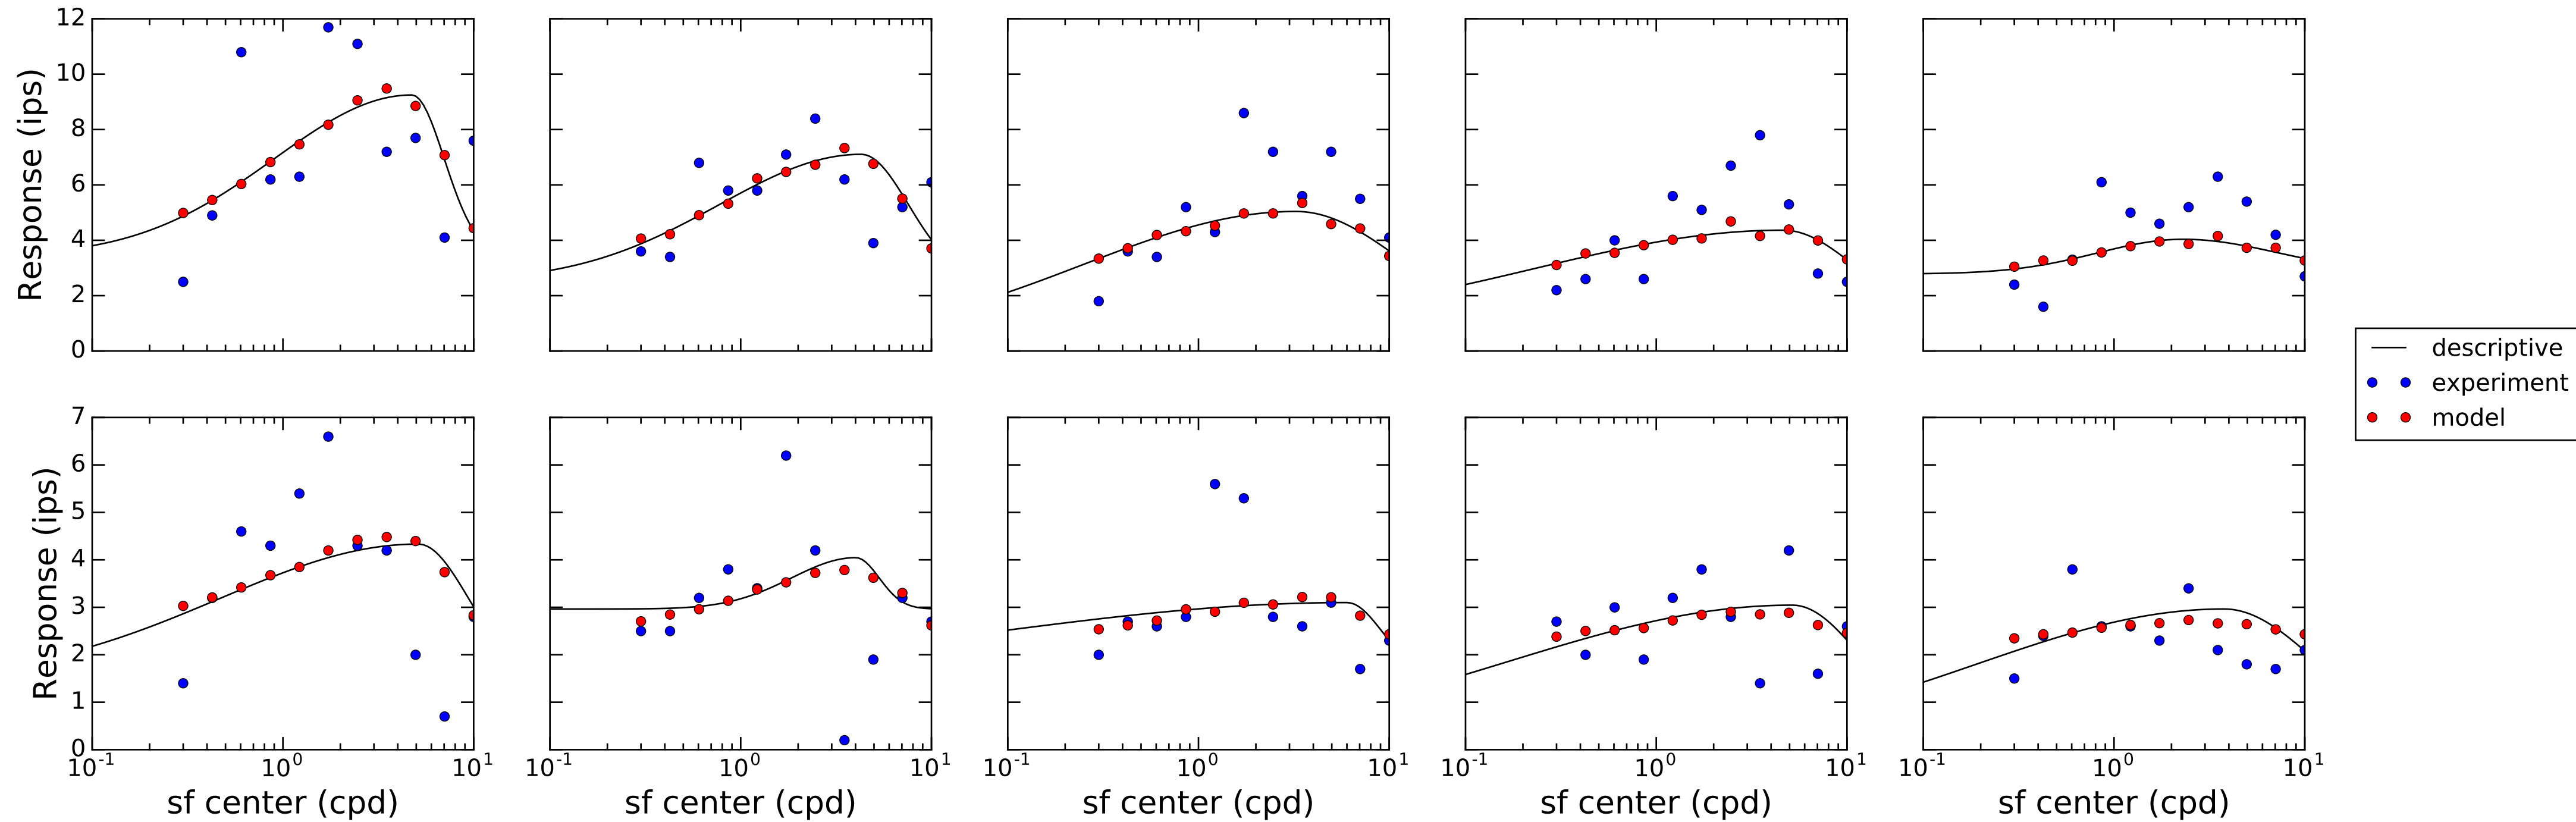 12
10
8
6
4
2
0
Response (ips)
descriptive
experiment
model
7
6
5
4
3
2
1
0
Response (ips)
10⁻¹ 10⁰ 10¹ 10⁻¹ 10⁰ 10¹ 10⁻¹ 10⁰ 10¹ 10⁻¹ 10⁰ 10¹ 10⁻¹ 10⁰ 10¹
sf center (cpd) sf center (cpd) sf center (cpd) sf center (cpd) sf center (cpd)